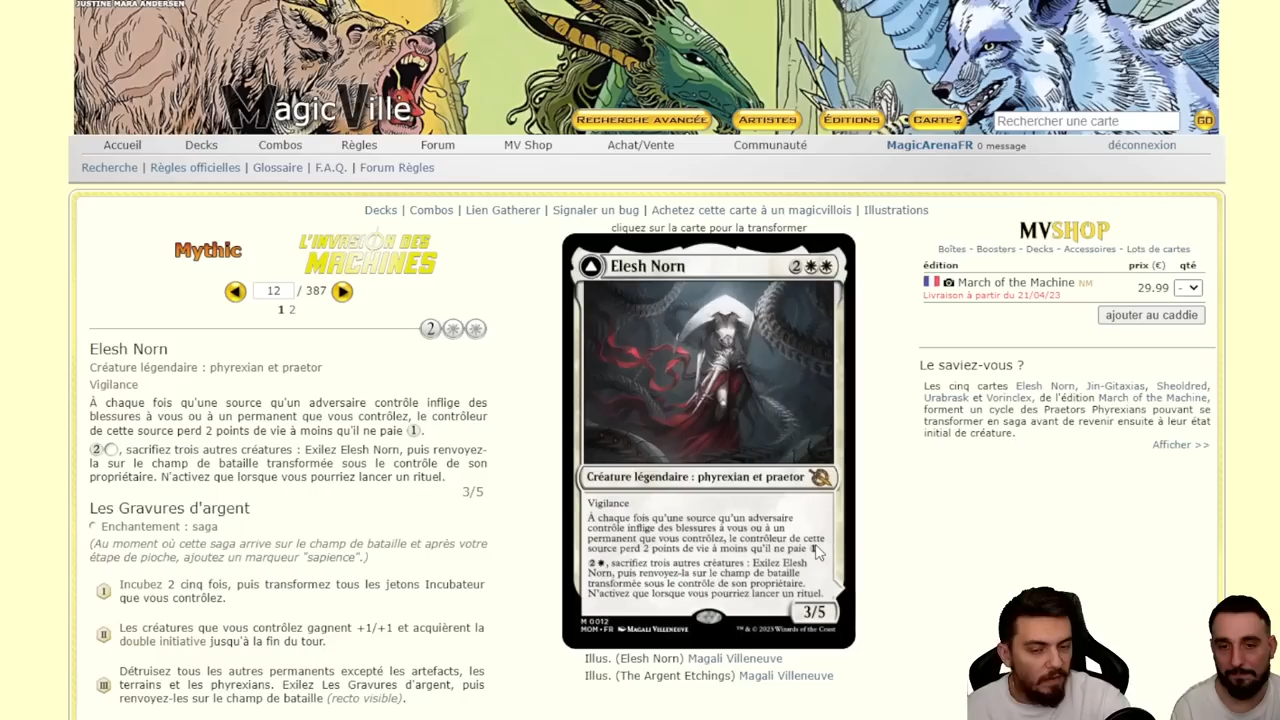 JUSTINE MARA ANDERSEN
MagicVille
RECHERCHE AVANCÉE
ARTISTES
ÉDITIONS
CARTE?
Rechercher une carte
GO
Accueil
Decks
Combos
Règles
Forum
MV Shop
Achat/Vente
Communauté
MagicArenaFR 0 message
déconnexion
Recherche | Règles officielles | Glossaire | F.A.Q. | Forum Règles
Decks | Combos | Lien Gatherer | Signaler un bug | Achetez cette carte à un magicvillois | Illustrations
Mythic
L'INVASION DES
MACHINES
12 / 387
1 2
2
Elesh Norn
Créature légendaire : phyrexian et praetor
Vigilance
À chaque fois qu'une source qu'un adversaire contrôle inflige des
blessures à vous ou à un permanent que vous contrôlez, le contrôleur
de cette source perd 2 points de vie à moins qu'il ne paie 1.
2, sacrifiez trois autres créatures : Exilez Elesh Norn, puis renvoyez-
la sur le champ de bataille transformée sous le contrôle de son
propriétaire. N'activez que lorsque vous pourriez lancer un rituel.
3/5
Les Gravures d'argent
Enchantement : saga
(Au moment où cette saga arrive sur le champ de bataille et après votre
étape de pioche, ajoutez un marqueur "sapience".)
I
Incubez 2 cinq fois, puis transformez tous les jetons Incubateur
que vous contrôlez.
II
Les créatures que vous contrôlez gagnent +1/+1 et acquièrent la
double initiative jusqu'à la fin du tour.
III
Détruisez tous les autres permanents excepté les artefacts, les
terrains et les phyrexians. Exilez Les Gravures d'argent, puis
renvoyez-les sur le champ de bataille (recto visible).
cliquez sur la carte pour la transformer
Elesh Norn
2
Créature légendaire : phyrexian et praetor
Vigilance
À chaque fois qu'une source qu'un adversaire
contrôle inflige des blessures à vous ou à un
permanent que vous contrôlez, le contrôleur de cette
source perd 2 points de vie à moins qu'il ne paie 1.
2, sacrifiez trois autres créatures : Exilez Elesh
Norn, puis renvoyez-la sur le champ de bataille
transformée sous le contrôle de son propriétaire.
N'activez que lorsque vous pourriez lancer un rituel.
3/5
M 0012
MOM • FR MAGALI VILLENEUVE
™ & © 2023 Wizards of the Coast
Illus. (Elesh Norn) Magali Villeneuve
Illus. (The Argent Etchings) Magali Villeneuve
MVSHOP
Boîtes - Boosters - Decks - Accessoires - Lots de cartes
édition prix (€) qté
March of the Machine NM 29.99 -
Livraison à partir du 21/04/23
ajouter au caddie
Le saviez-vous ?
Les cinq cartes Elesh Norn, Jin-Gitaxias, Sheoldred,
Urabrask et Vorinclex, de l'édition March of the Machine,
forment un cycle des Praetors Phyrexians pouvant se
transformer en saga avant de revenir ensuite à leur état
initial de créature.
Afficher >>